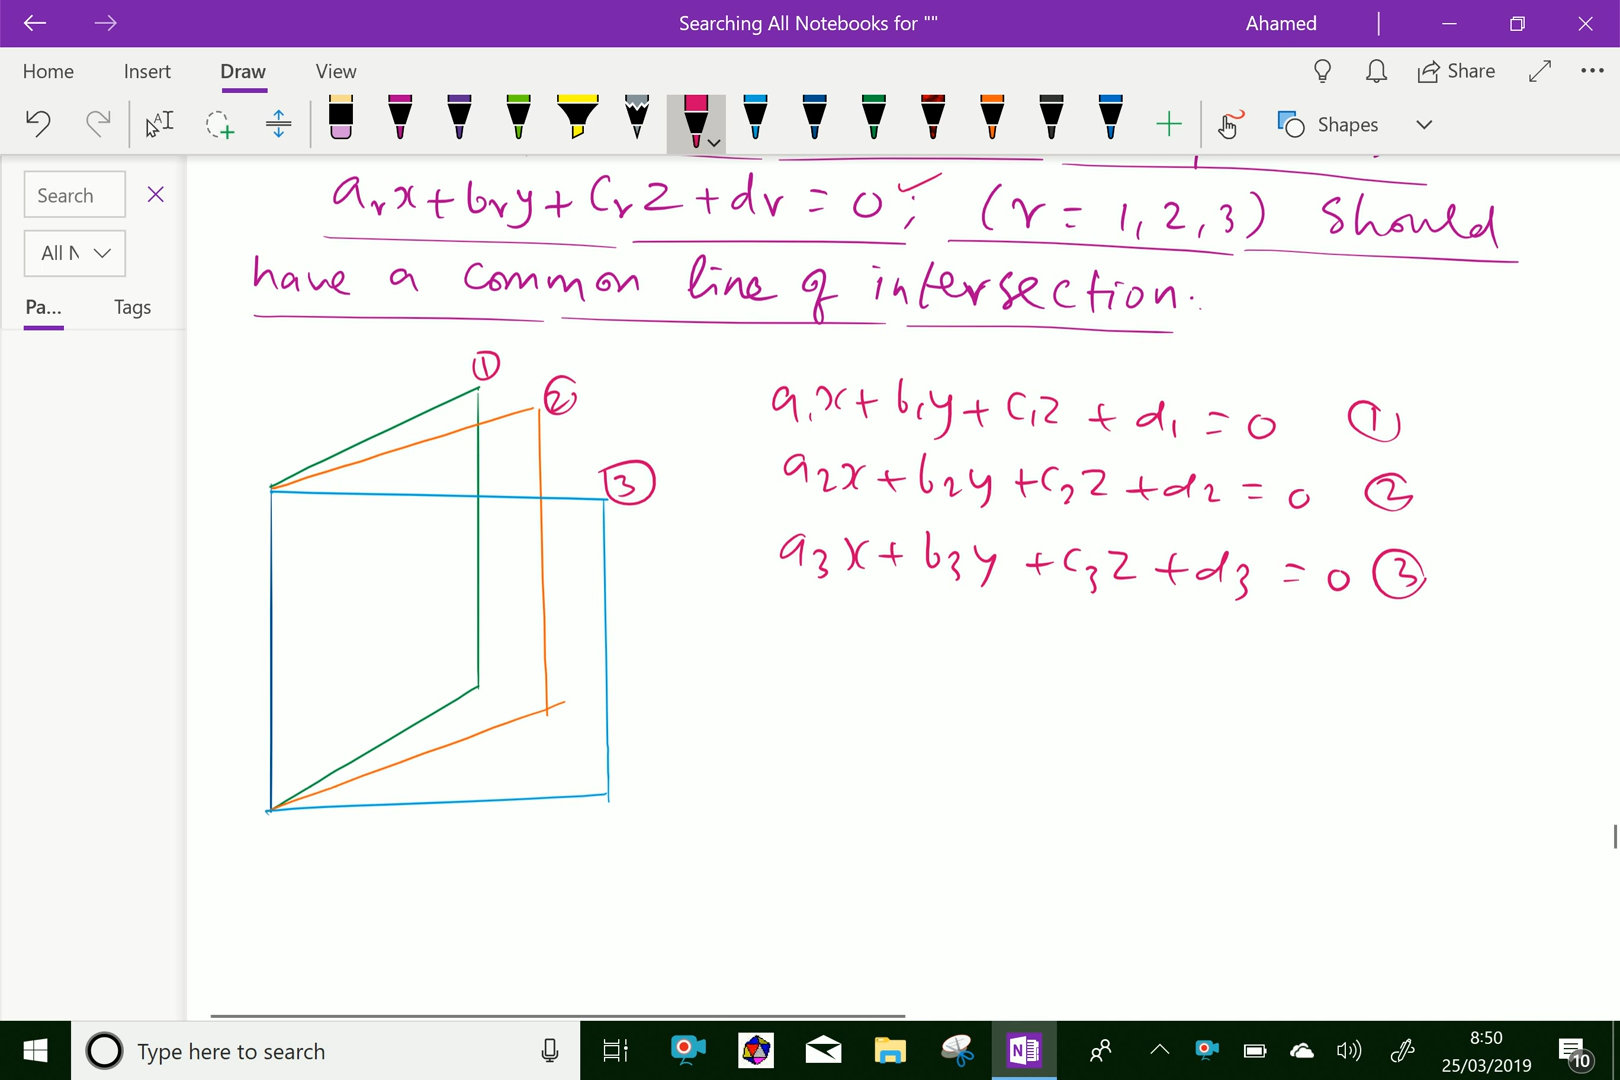 Searching All Notebooks for ""
Ahamed
Home Insert Draw View
Share
Shapes
Search
All N
Pa... Tags
aᵣx + bᵣy + cᵣz + dᵣ = 0 ; (r = 1, 2, 3) Should
have a common line of intersection.
①
②
③
a₁x + b₁y + c₁z + d₁ = 0 ①
a₂x + b₂y + c₂z + d₂ = 0 ②
a₃x + b₃y + c₃z + d₃ = 0 ③
Type here to search
N
8:50
25/03/2019
10